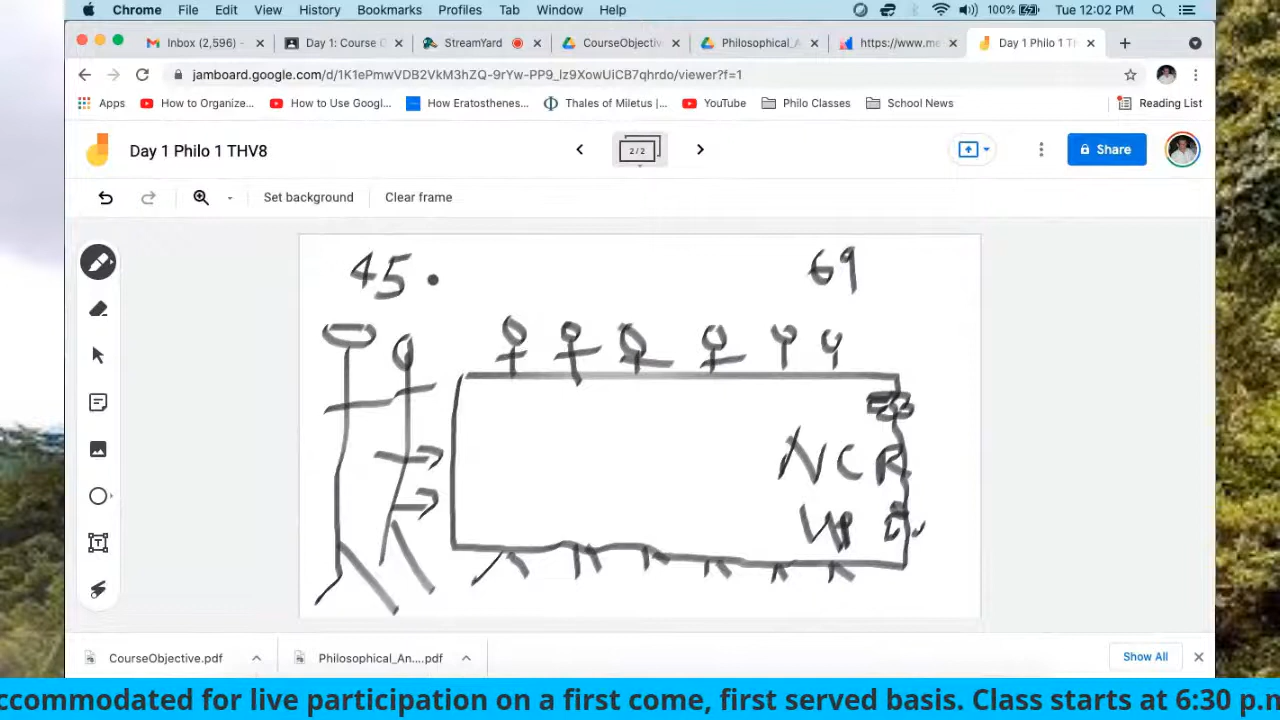 Chrome File Edit View History Bookmarks Profiles Tab Window Help 100% Tue 12:02 PM
Inbox (2,596) - Day 1: Course O StreamYard CourseObjectiv Philosophical_A https://www.me Day 1 Philo 1 TH
jamboard.google.com/d/1K1ePmwVDB2VkM3hZQ-9rYw-PP9_lz9XowUiCB7qhrdo/viewer?f=1
Apps How to Organize... How to Use Googl... How Eratosthenes... Thales of Miletus |... YouTube Philo Classes School News Reading List
Day 1 Philo 1 THV8 2/2 Share
Set background Clear frame
45. 69
NCR
UP
CourseObjective.pdf Philosophical_An....pdf Show All
ccommodated for live participation on a first come, first served basis. Class starts at 6:30 p.m